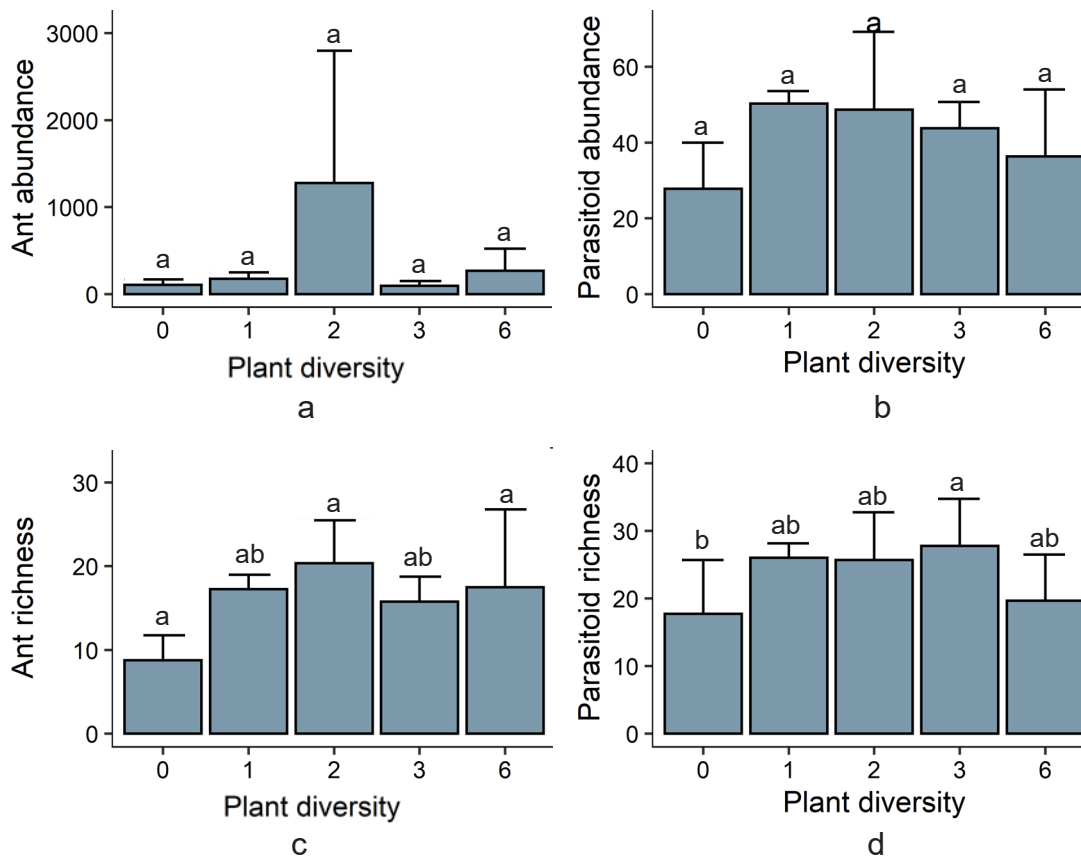 Ant abundance
3000
2000
1000
0
a
a
a
a
a
0 1 2 3 6
Plant diversity
a
Parasitoid abundance
60
40
20
0
a
a
a
a
a
0 1 2 3 6
Plant diversity
b
Ant richness
30
20
10
0
a
ab
a
ab
a
0 1 2 3 6
Plant diversity
c
Parasitoid richness
40
30
20
10
0
b
ab
ab
a
ab
0 1 2 3 6
Plant diversity
d